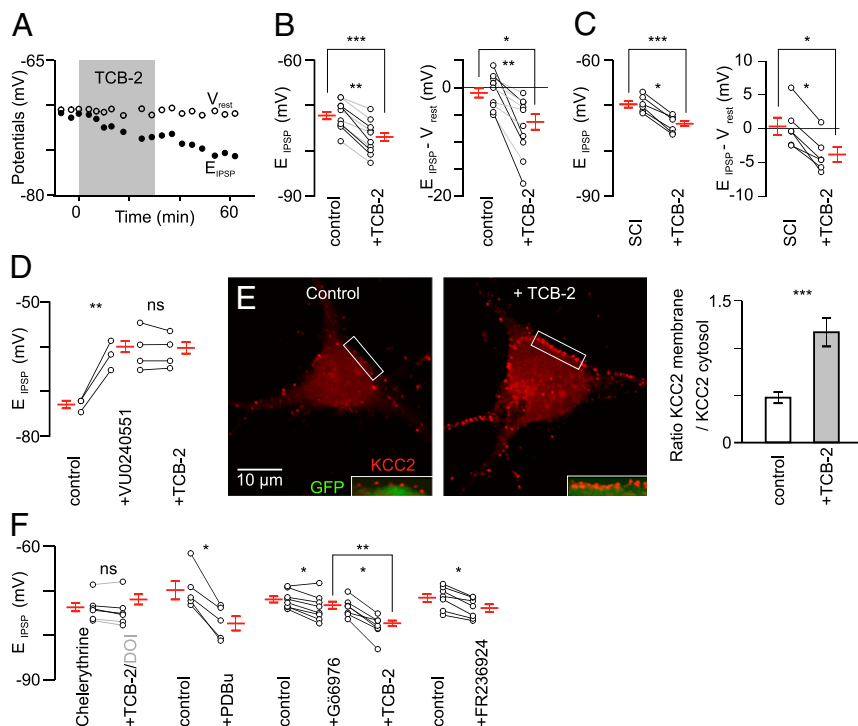 A
-65
-80
Potentials (mV)
TCB-2
V rest
E IPSP
0
Time (min)
60
B
-60
-90
E IPSP (mV)
***
**
control
+TCB-2
0
-20
E IPSP - V rest (mV)
*
**
control
+TCB-2
C
-60
-90
E IPSP (mV)
***
*
SCI
+TCB-2
10
5
0
-5
-10
E IPSP - V rest (mV)
*
*
SCI
+TCB-2
D
-50
-80
E IPSP (mV)
**
ns
control
+VU0240551
+TCB-2
E
Control
10 µm
KCC2
GFP
+ TCB-2
1.5
0
Ratio KCC2 membrane
/ KCC2 cytosol
***
control
+TCB-2
F
-60
-90
E IPSP (mV)
ns
Chelerythrine
+TCB-2/DOI
*
control
+PDBu
*
**
*
control
+Gö6976
+TCB-2
*
control
+FR236924